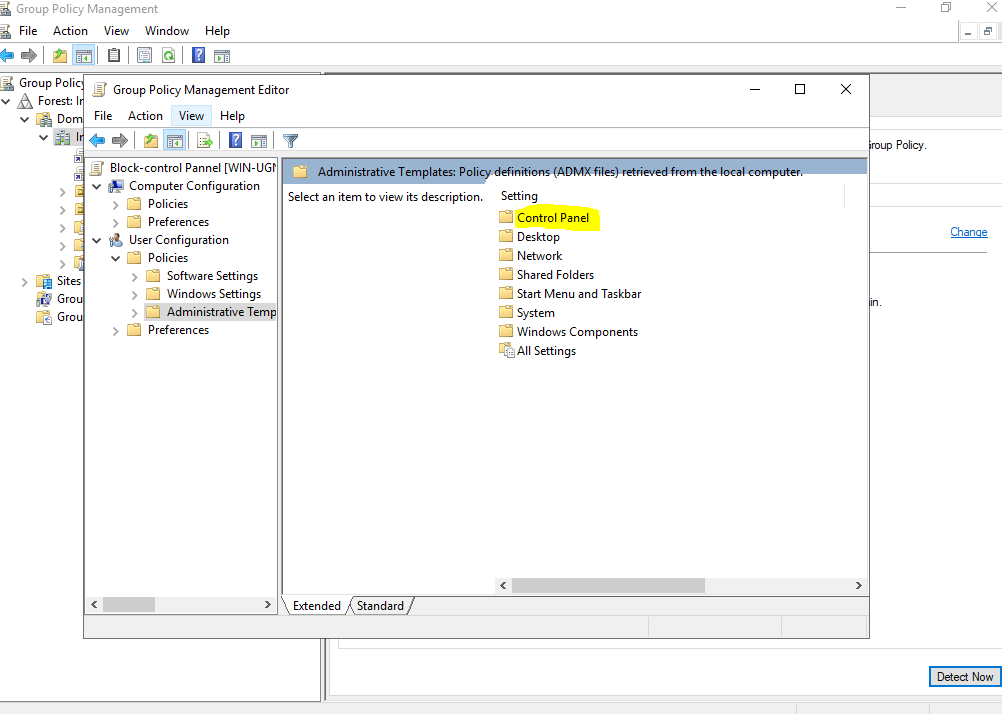 Group Policy Management
File Action View Window Help
Group Policy
Forest: In
Dom
In
Sites
Grou
Grou
Group Policy Management Editor
File Action View Help
Block-control Pannel [WIN-UGN
Computer Configuration
Policies
Preferences
User Configuration
Policies
Software Settings
Windows Settings
Administrative Temp
Preferences
Administrative Templates: Policy definitions (ADMX files) retrieved from the local computer.
Select an item to view its description.
Setting
Control Panel
Desktop
Network
Shared Folders
Start Menu and Taskbar
System
Windows Components
All Settings
Extended Standard
roup Policy.
Change
in.
Detect Now